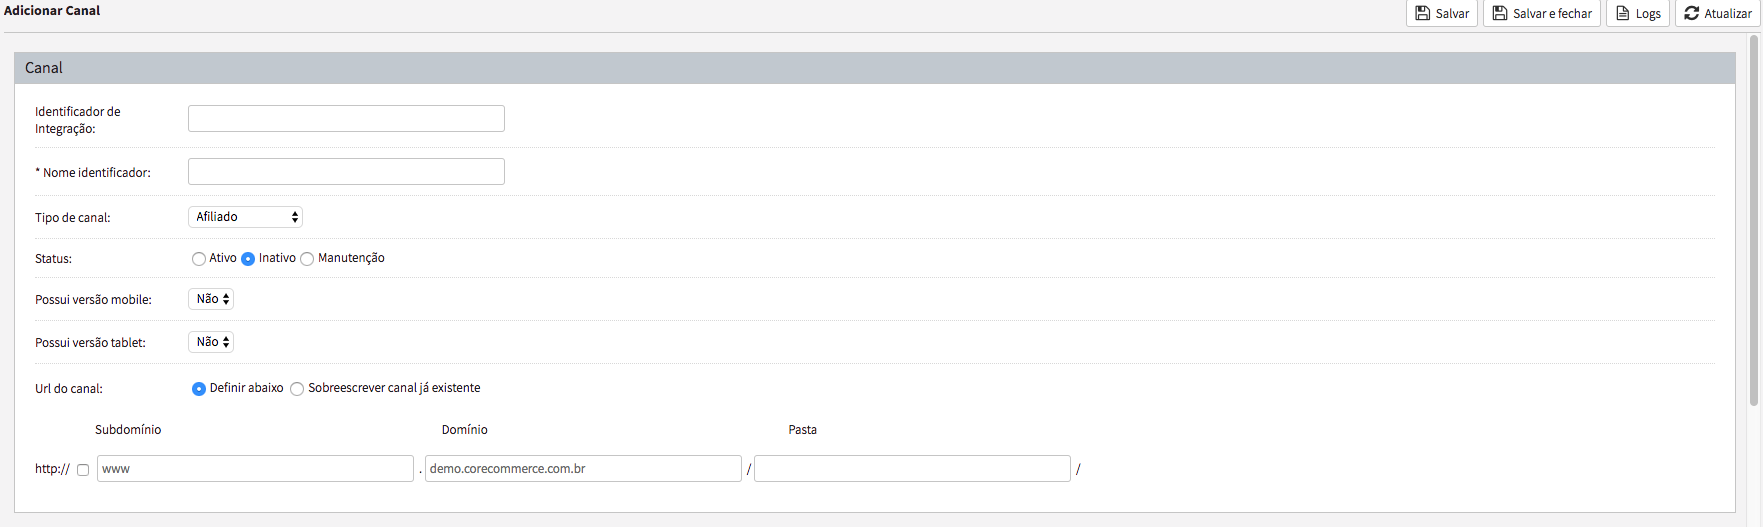 Adicionar Canal
Salvar Salvar e fechar Logs Atualizar
Canal
Identificador de
Integração:
* Nome identificador:
Tipo de canal: Afiliado
Status: Ativo Inativo Manutenção
Possui versão mobile: Não
Possui versão tablet: Não
Url do canal: Definir abaixo Sobreescrever canal já existente
Subdomínio Domínio Pasta
http:// www . demo.corecommerce.com.br / /